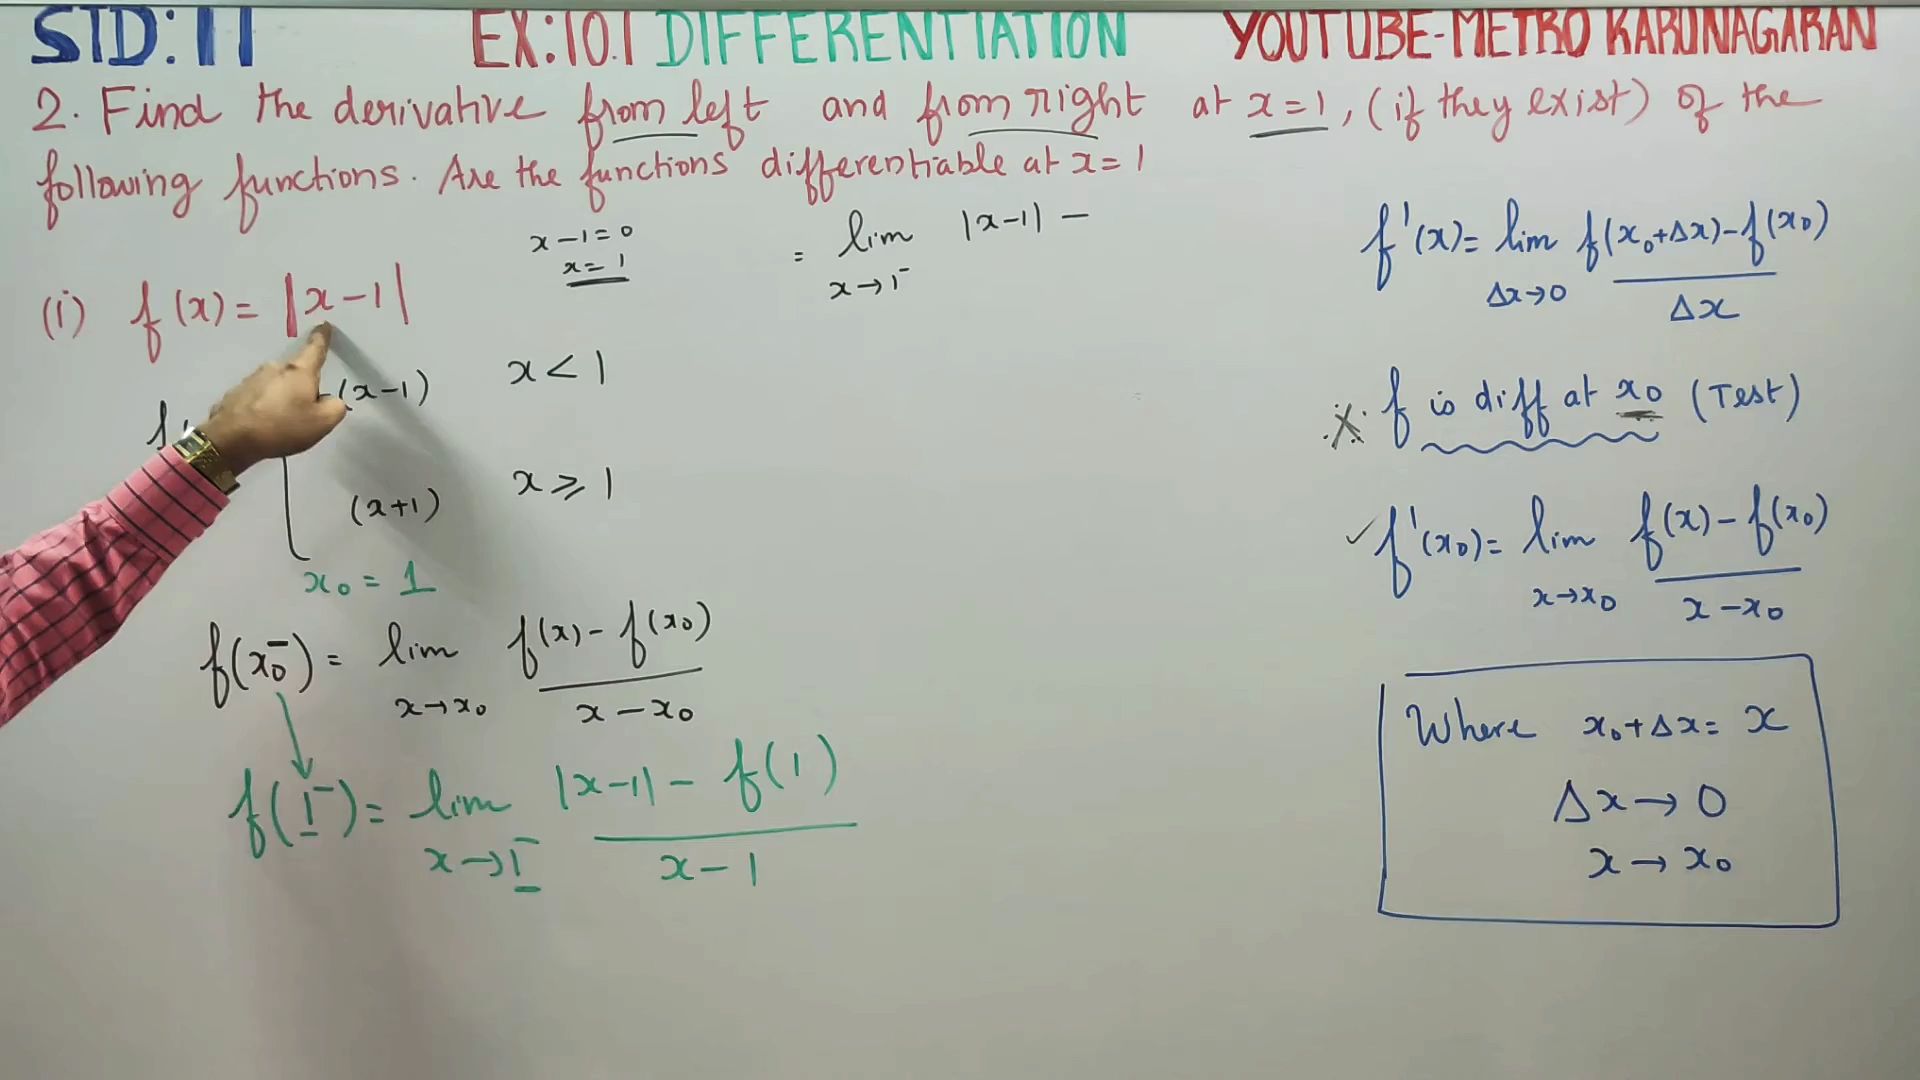 STD:11 EX:10.1 DIFFERENTIATION YOUTUBE-METRO KARUNAGARAN
2. Find the derivative from left and from right at x=1, (if they exist) of the
following functions. Are the functions differentiable at x=1
x-1=0
x=1
= lim x→1⁻ |x-1| -
f'(x)= lim Δx→0 f(x₀+Δx)-f(x₀) / Δx
(i) f(x)= |x-1|
-(x-1) x<1
(x+1) x⩾1
f is diff at x₀ (Test)
x₀ = 1
f'(x₀)= lim x→x₀ f(x)-f(x₀) / x-x₀
f(x₀⁻)= lim x→x₀ f(x)-f(x₀) / x-x₀
f(1⁻)= lim x→1⁻ |x-1| - f(1) / x-1
Where x₀+Δx= x
Δx→0
x→x₀